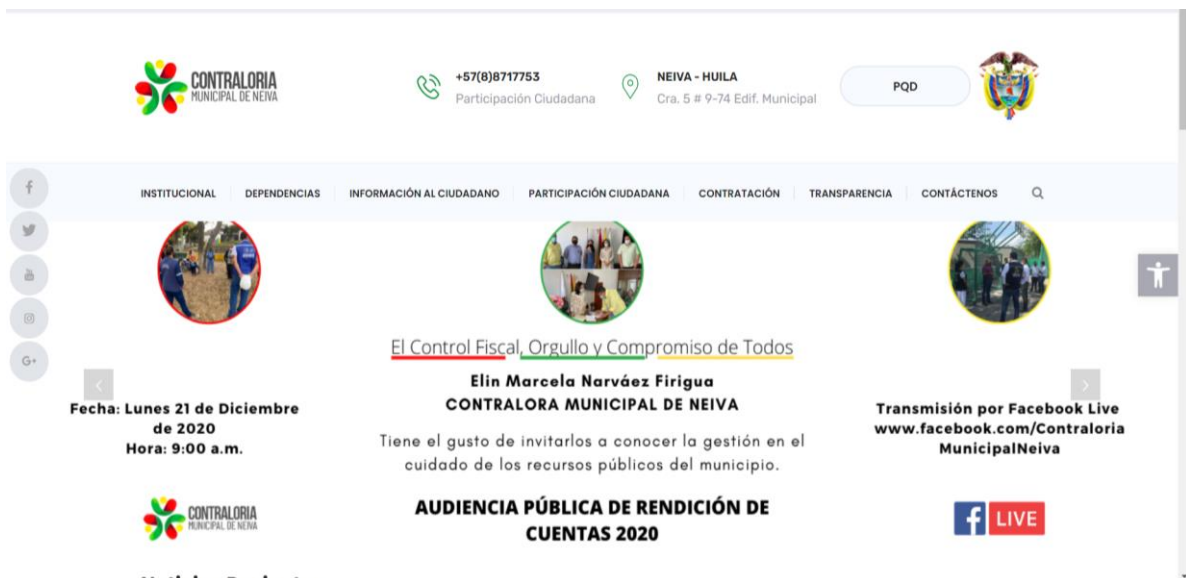 CONTRALORIA
MUNICIPAL DE NEIVA
+57(8)8717753
Participación Ciudadana
NEIVA - HUILA
Cra. 5 # 9-74 Edif. Municipal
PQD
INSTITUCIONAL
DEPENDENCIAS
INFORMACIÓN AL CIUDADANO
PARTICIPACIÓN CIUDADANA
CONTRATACIÓN
TRANSPARENCIA
CONTÁCTENOS
El Control Fiscal, Orgullo y Compromiso de Todos
Elin Marcela Narváez Firigua
CONTRALORA MUNICIPAL DE NEIVA
Tiene el gusto de invitarlos a conocer la gestión en el
cuidado de los recursos públicos del municipio.
AUDIENCIA PÚBLICA DE RENDICIÓN DE
CUENTAS 2020
Fecha: Lunes 21 de Diciembre
de 2020
Hora: 9:00 a.m.
CONTRALORIA
MUNICIPAL DE NEIVA
Transmisión por Facebook Live
www.facebook.com/Contraloria
MunicipalNeiva
f LIVE